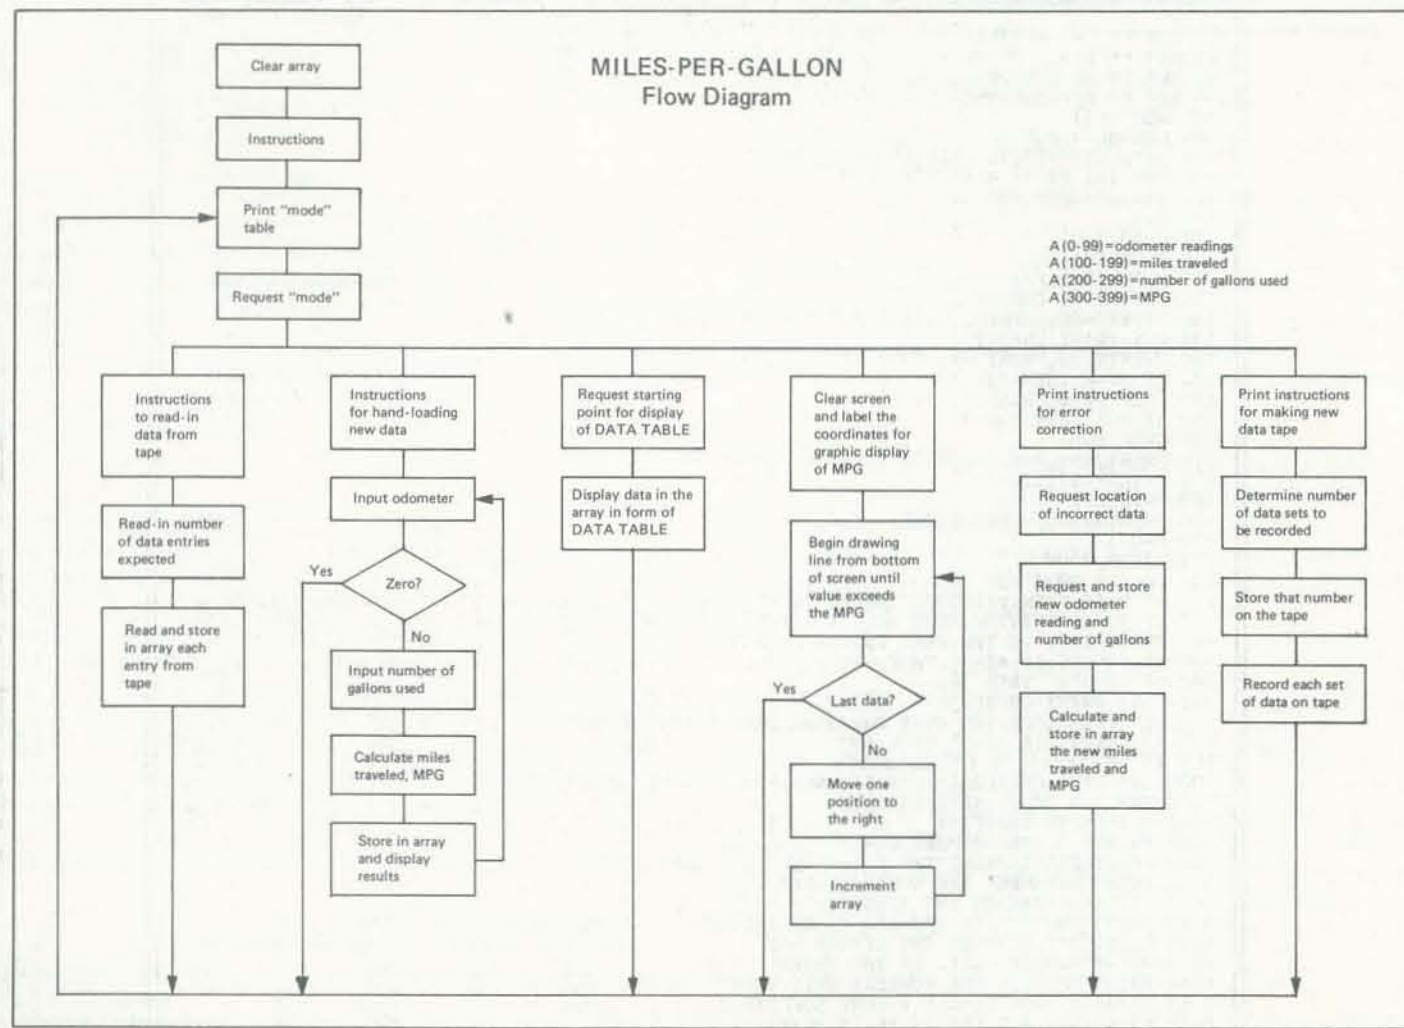 MILES-PER-GALLON
Flow Diagram
Clear array
Instructions
Print “mode”
table
Request “mode”
A(0-99)=odometer readings
A(100-199)=miles traveled
A(200-299)=number of gallons used
A(300-399)=MPG
Instructions
to read-in
data from
tape
Read-in number
of data entries
expected
Read and store
in array each
entry from
tape
Instructions
for hand-loading
new data
Input odometer
Yes
Zero?
No
Input number of
gallons used
Calculate miles
traveled, MPG
Store in array
and display
results
Request starting
point for display
of DATA TABLE
Display data in the
array in form of
DATA TABLE
Clear screen
and label the
coordinates for
graphic display
of MPG
Begin drawing
line from bottom
of screen until
value exceeds
the MPG
Yes
Last data?
No
Move one
position to
the right
Increment
array
Print instructions
for error
correction
Request location
of incorrect data
Request and store
new odometer
reading and
number of gallons
Calculate and
store in array
the new miles
traveled and
MPG
Print instructions
for making new
data tape
Determine number
of data sets to
be recorded
Store that number
on the tape
Record each set
of data on tape